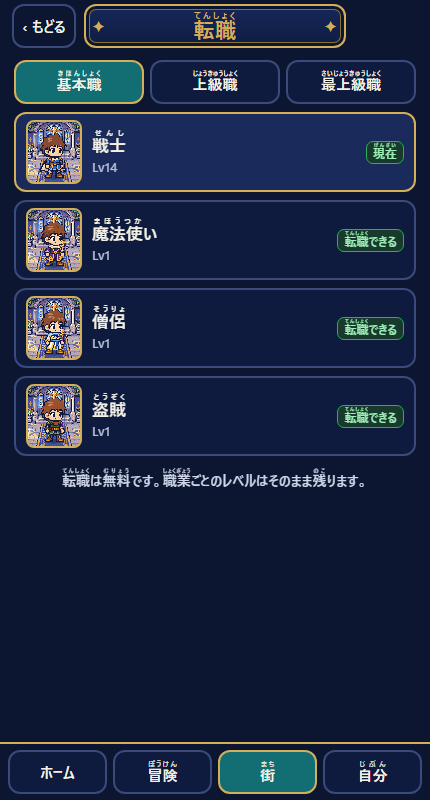 ‹ もどる
✦ 転職 ✦
てんしょく
基本職
きほんしょく
上級職
じょうきゅうしょく
最上級職
さいじょうきゅうしょく
せんし
戦士
Lv14
げんざい
現在
まほうつか
魔法使い
Lv1
てんしょく
転職できる
そうりょ
僧侶
Lv1
てんしょく
転職できる
とうぞく
盗賊
Lv1
てんしょく
転職できる
てんしょく むりょう しょくぎょう のこ
転職は無料です。職業ごとのレベルはそのまま残ります。
ホーム
ぼうけん
冒険
まち
街
じぶん
自分